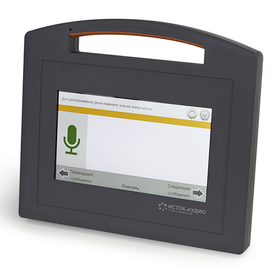 Для распознавания речи нажмите значок микрофона
Предыдущее сообщение
Очистить
Следующее сообщение
ИСТОК-АУДИО